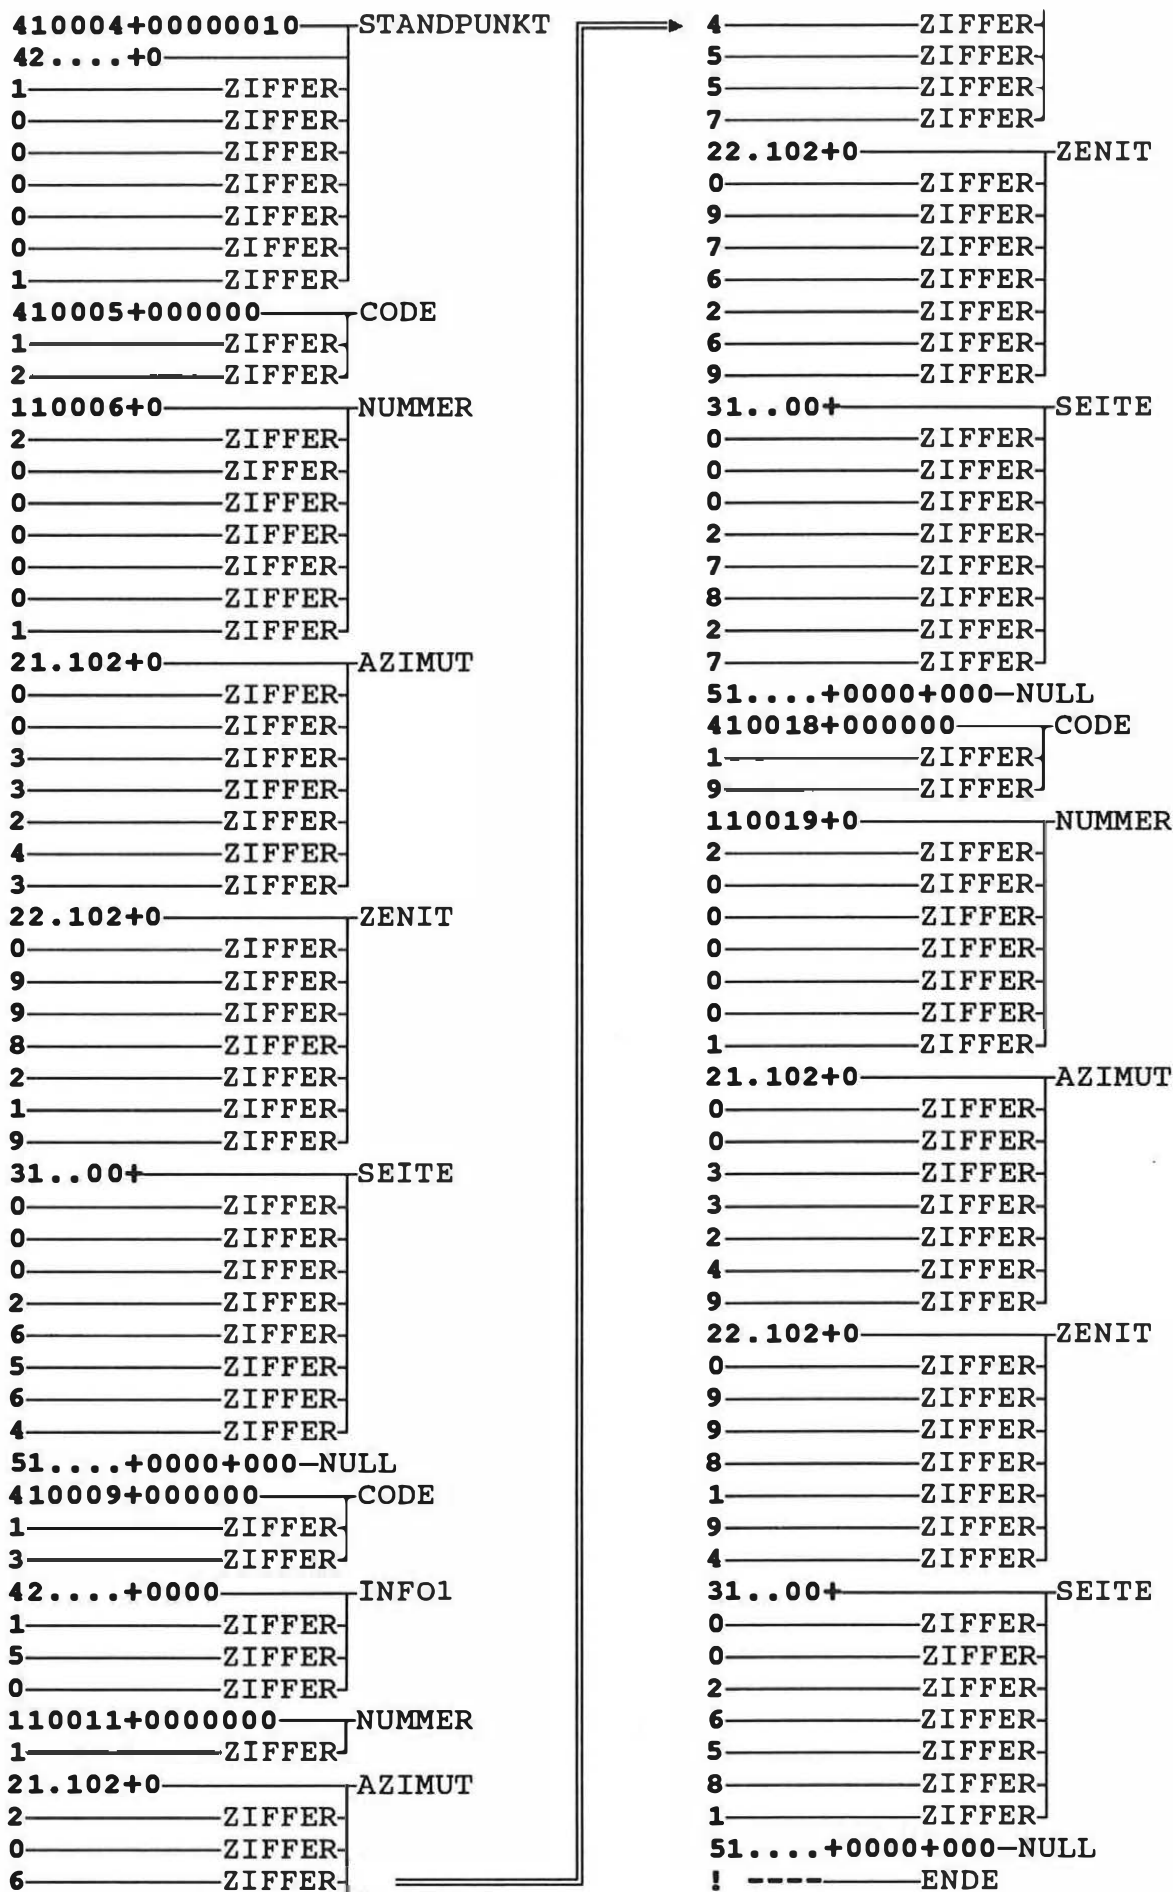 410004+00000010 STANDPUNKT
42....+0
1 ZIFFER
0 ZIFFER
0 ZIFFER
0 ZIFFER
0 ZIFFER
0 ZIFFER
1 ZIFFER
410005+000000 CODE
1 ZIFFER
2 ZIFFER
110006+0 NUMMER
2 ZIFFER
0 ZIFFER
0 ZIFFER
0 ZIFFER
0 ZIFFER
0 ZIFFER
1 ZIFFER
21.102+0 AZIMUT
0 ZIFFER
0 ZIFFER
3 ZIFFER
3 ZIFFER
2 ZIFFER
4 ZIFFER
3 ZIFFER
22.102+0 ZENIT
0 ZIFFER
9 ZIFFER
9 ZIFFER
8 ZIFFER
2 ZIFFER
1 ZIFFER
9 ZIFFER
31..00+ SEITE
0 ZIFFER
0 ZIFFER
0 ZIFFER
2 ZIFFER
6 ZIFFER
5 ZIFFER
6 ZIFFER
4 ZIFFER
51....+0000+000 NULL
410009+000000 CODE
1 ZIFFER
3 ZIFFER
42....+0000 INFO1
1 ZIFFER
5 ZIFFER
0 ZIFFER
110011+0000000 NUMMER
1 ZIFFER
21.102+0 AZIMUT
2 ZIFFER
0 ZIFFER
6 ZIFFER
4 ZIFFER
5 ZIFFER
5 ZIFFER
7 ZIFFER
22.102+0 ZENIT
0 ZIFFER
9 ZIFFER
7 ZIFFER
6 ZIFFER
2 ZIFFER
6 ZIFFER
9 ZIFFER
31..00+ SEITE
0 ZIFFER
0 ZIFFER
0 ZIFFER
2 ZIFFER
7 ZIFFER
8 ZIFFER
2 ZIFFER
7 ZIFFER
51....+0000+000 NULL
410018+000000 CODE
1 ZIFFER
9 ZIFFER
110019+0 NUMMER
2 ZIFFER
0 ZIFFER
0 ZIFFER
0 ZIFFER
0 ZIFFER
0 ZIFFER
1 ZIFFER
21.102+0 AZIMUT
0 ZIFFER
0 ZIFFER
3 ZIFFER
3 ZIFFER
2 ZIFFER
4 ZIFFER
9 ZIFFER
22.102+0 ZENIT
0 ZIFFER
9 ZIFFER
9 ZIFFER
8 ZIFFER
1 ZIFFER
9 ZIFFER
4 ZIFFER
31..00+ SEITE
0 ZIFFER
0 ZIFFER
2 ZIFFER
6 ZIFFER
5 ZIFFER
8 ZIFFER
1 ZIFFER
51....+0000+000 NULL
! ENDE